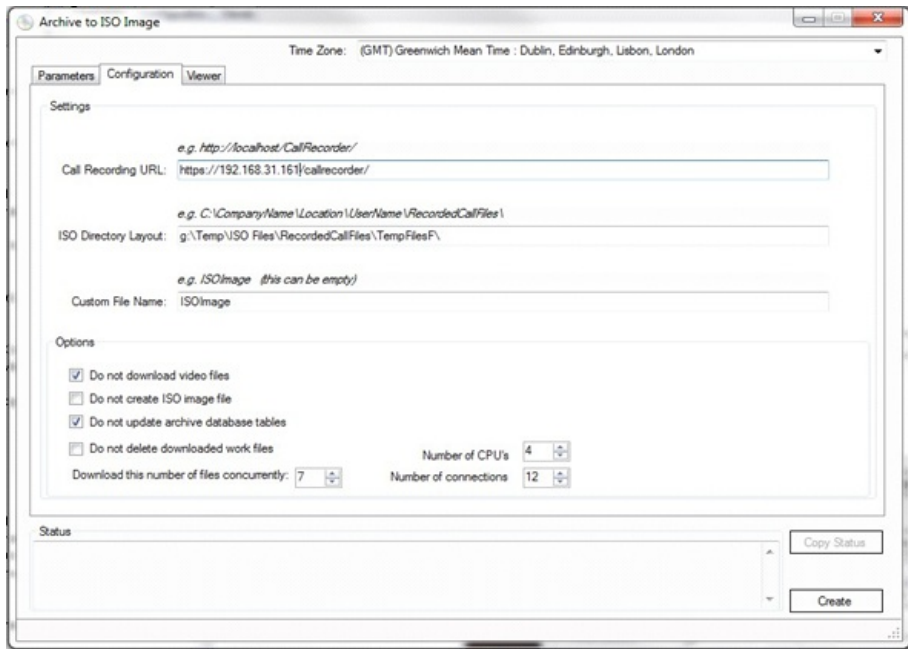 Archive to ISO Image
Time Zone: (GMT) Greenwich Mean Time : Dublin, Edinburgh, Lisbon, London
Parameters Configuration Viewer
Settings
e.g. http://localhost/CallRecorder/
Call Recording URL: https://192.168.31.161/callrecorder/
e.g. C:\CompanyName\Location\UserName\RecordedCallFiles\
ISO Directory Layout: g:\Temp\ISO Files\RecordedCallFiles\TempFilesF\
e.g. ISOImage (this can be empty)
Custom File Name: ISOImage
Options
Do not download video files
Do not create ISO image file
Do not update archive database tables
Do not delete downloaded work files
Number of CPU's 4
Download this number of files concurrently: 7 Number of connections 12
Status
Copy Status
Create